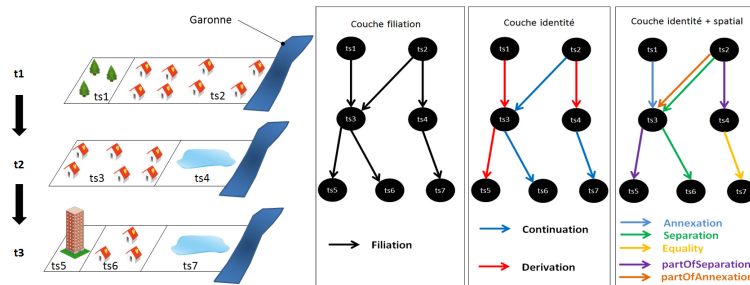 Garonne
t1
ts1
ts2
t2
ts3
ts4
t3
ts5
ts6
ts7
Couche filiation
ts1
ts2
ts3
ts4
ts5
ts6
ts7
Filiation
Couche identité
ts1
ts2
ts3
ts4
ts5
ts6
ts7
Continuation
Derivation
Couche identité + spatial
ts1
ts2
ts3
ts4
ts5
ts6
ts7
Annexation
Separation
Equality
partOfSeparation
partOfAnnexation